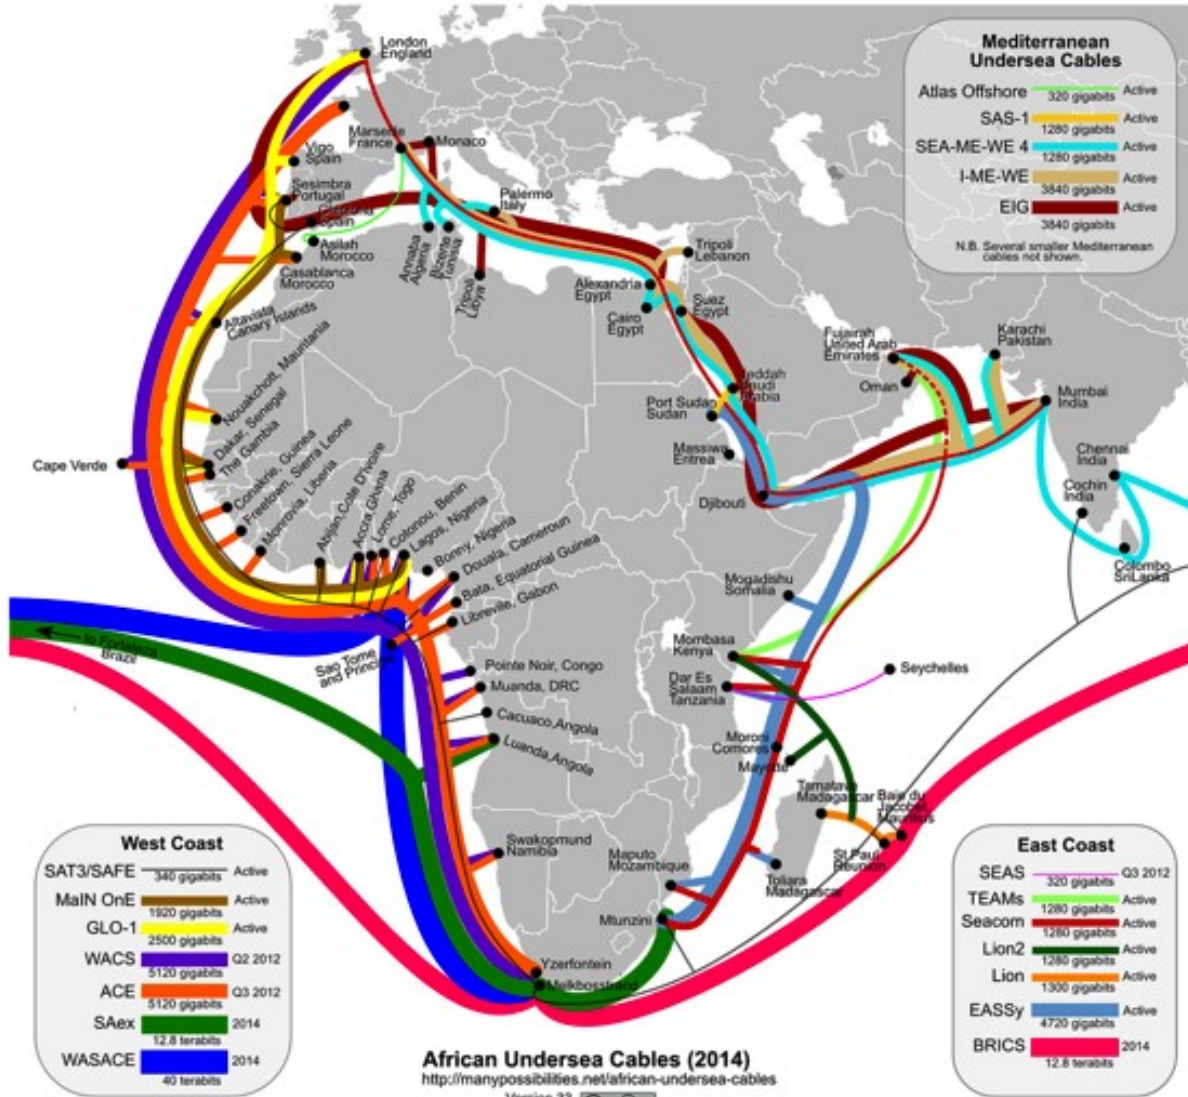 London
England
Vigo
Spain
Marseille
France
Monaco
Sesimbra
Portugal
Spain
Asilah
Morocco
Casablanca
Morocco
Annaba
Algeria
Bizerte
Tunisia
Tripoli
Libya
Palermo
Italy
Tripoli
Lebanon
Alexandria
Egypt
Cairo
Egypt
Suez
Egypt
Jeddah
Saudi
Arabia
Port Sudan
Sudan
Massiwa
Eritrea
Djibouti
Fujairah
United Arab
Emirates
Oman
Karachi
Pakistan
Mumbai
India
Chennai
India
Cochin
India
Colombo
SriLanka
Altavista
Canary Islands
Nouakchott, Mauritania
Dakar, Senegal
The Gambia
Cape Verde
Conakrie, Guinea
Freetown, Sierra Leone
Monrovia, Liberia
Abijan,Cote D'Ivoire
Accra,Ghana
Lome, Togo
Cotonou, Benin
Lagos, Nigeria
Bonny, Nigeria
Douala, Cameroun
Bata, Equatorial Guinea
Libreville, Gabon
Sao Tome
and Principe
to Fortaleza
Brazil
Pointe Noir, Congo
Muanda, DRC
Cacuaco,Angola
Luanda,Angola
Swakopmund
Namibia
Yzerfontein
Melkbosstrand
Mtunzini
Maputo
Mozambique
Toliara
Madagascar
Mogadishu
Somalia
Mombasa
Kenya
Dar Es
Salaam
Tanzania
Seychelles
Moroni
Comores
Mayotte
Tamatave
Madagascar
Baie du
Jacobet
Mauritius
St.Paul
Reunion
Mediterranean
Undersea Cables
Atlas Offshore 320 gigabits Active
SAS-1 1280 gigabits Active
SEA-ME-WE 4 1280 gigabits Active
I-ME-WE 3840 gigabits Active
EIG 3840 gigabits Active
N.B. Several smaller Mediterranean
cables not shown.
West Coast
SAT3/SAFE 340 gigabits Active
MaIN OnE 1920 gigabits Active
GLO-1 2500 gigabits Active
WACS 5120 gigabits Q2 2012
ACE 5120 gigabits Q3 2012
SAex 12.8 terabits 2014
WASACE 40 terabits 2014
East Coast
SEAS 320 gigabits Q3 2012
TEAMs 1280 gigabits Active
Seacom 1280 gigabits Active
Lion2 1280 gigabits Active
Lion 1300 gigabits Active
EASSy 4720 gigabits Active
BRICS 12.8 terabits 2014
African Undersea Cables (2014)
http://manypossibilities.net/african-undersea-cables